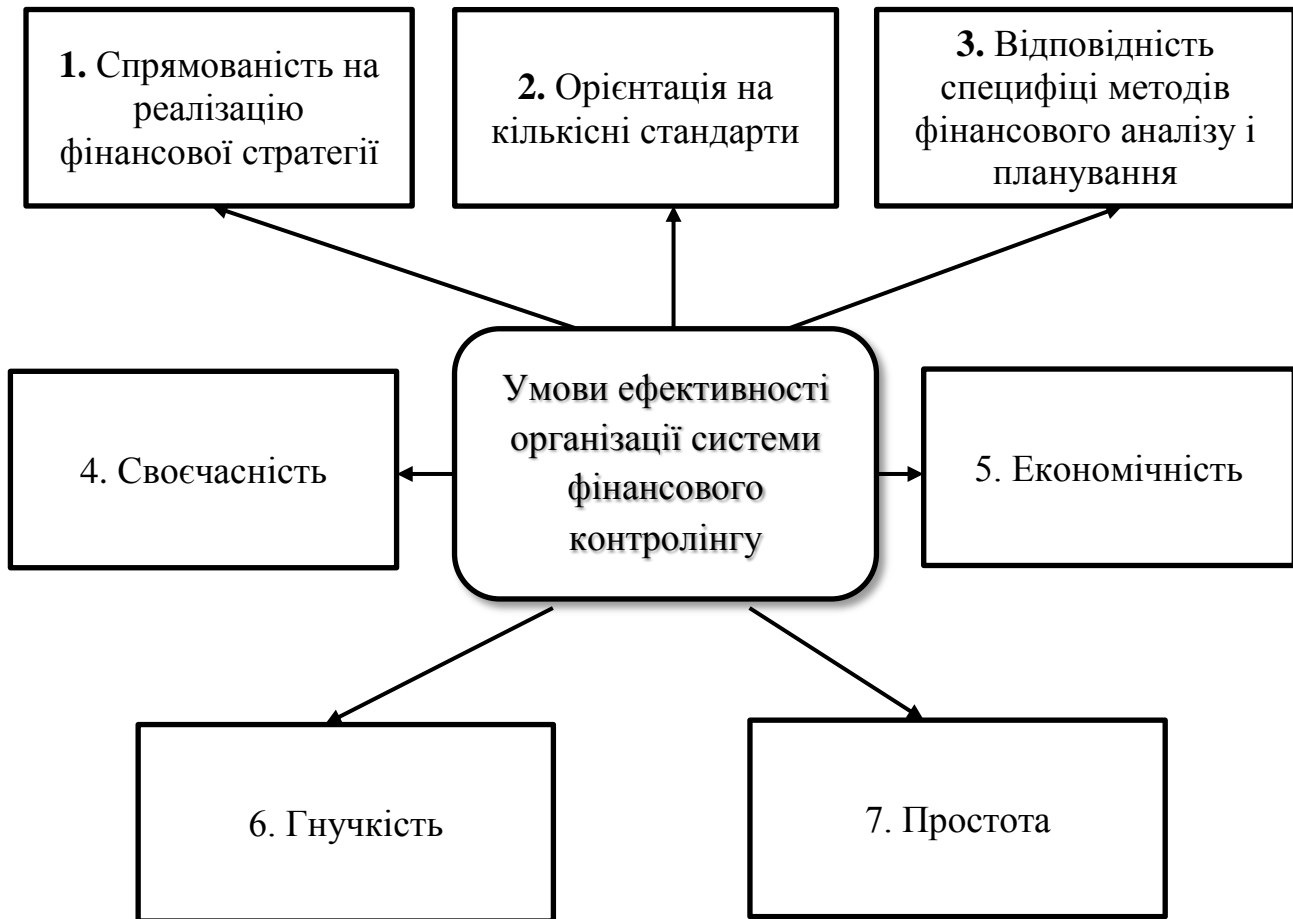 1. Спрямованість на
реалізацію
фінансової стратегії
2. Орієнтація на
кількісні стандарти
3. Відповідність
специфіці методів
фінансового аналізу і
планування
Умови ефективності
організації системи
фінансового
контролінгу
4. Своєчасність
5. Економічність
6. Гнучкість
7. Простота